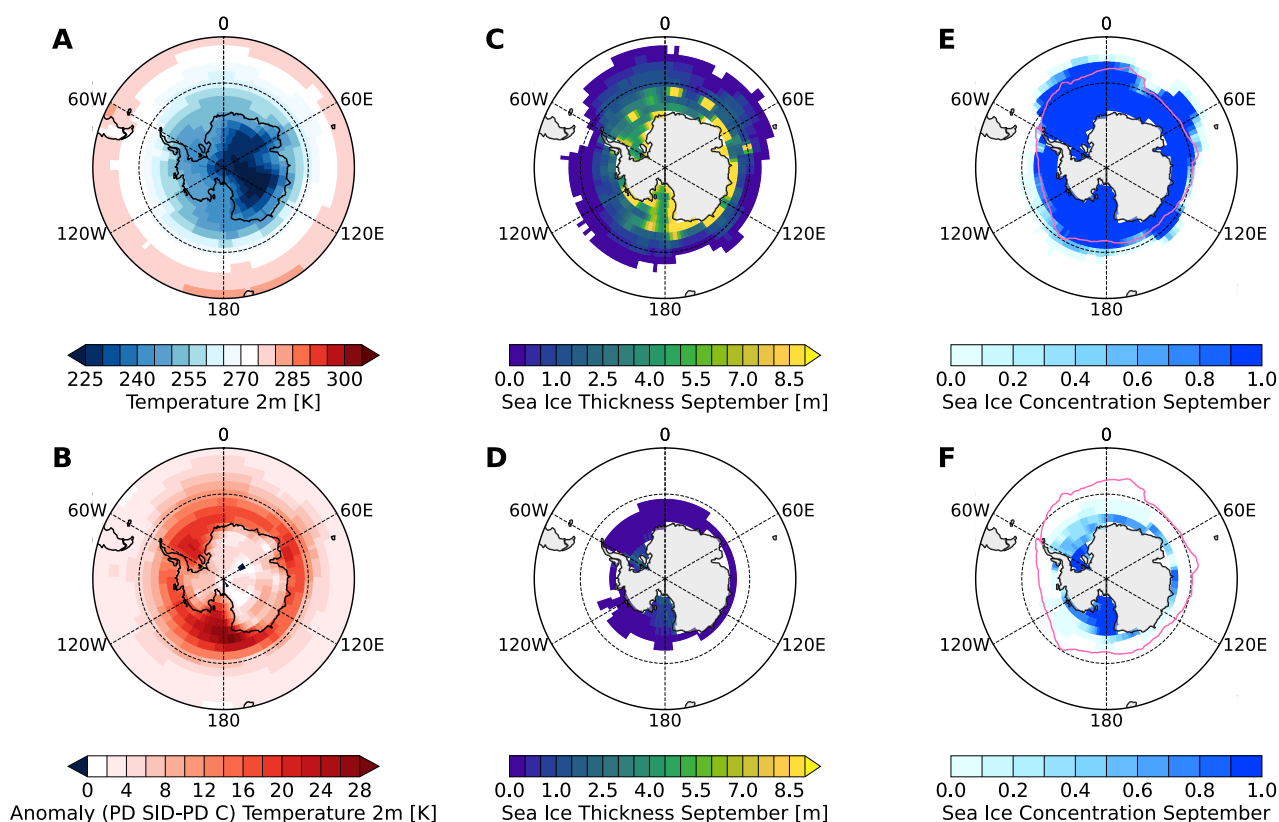 A
0
60W
60E
120W
120E
180
225 240 255 270 285 300
Temperature 2m [K]
C
0
60W
60E
120W
120E
180
0.0 1.0 2.5 4.0 5.5 7.0 8.5
Sea Ice Thickness September [m]
E
0
60W
60E
120W
120E
180
0.0 0.2 0.4 0.6 0.8 1.0
Sea Ice Concentration September
B
0
60W
60E
120W
120E
180
0 4 8 12 16 20 24 28
Anomaly (PD SID-PD C) Temperature 2m [K]
D
0
60W
60E
120W
120E
180
0.0 1.0 2.5 4.0 5.5 7.0 8.5
Sea Ice Thickness September [m]
F
0
60W
60E
120W
120E
180
0.0 0.2 0.4 0.6 0.8 1.0
Sea Ice Concentration September